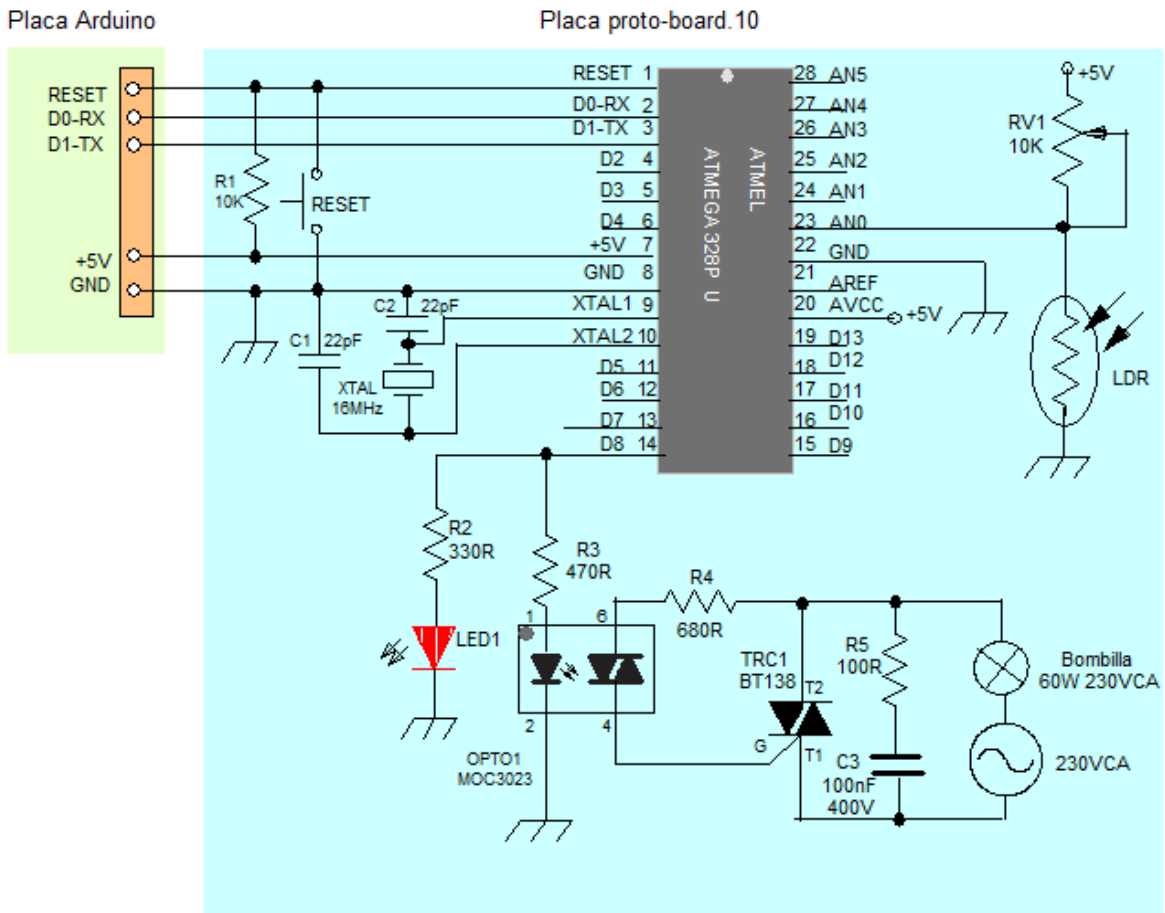 Placa Arduino
Placa proto-board.10
RESET
D0-RX
D1-TX
+5V
GND
R1
10K
RESET
C2 22pF
C1 22pF
XTAL
16MHz
RESET 1
D0-RX 2
D1-TX 3
D2 4
D3 5
D4 6
+5V 7
GND 8
XTAL1 9
XTAL2 10
D5 11
D6 12
D7 13
D8 14
ATMEGA328P U
ATMEL
28 AN5
27 AN4
26 AN3
25 AN2
24 AN1
23 AN0
22 GND
21 AREF
20 AVCC
19 D13
18 D12
17 D11
16 D10
15 D9
+5V
+5V
RV1
10K
LDR
R2
330R
LED1
R3
470R
1
6
2
4
OPTO1
MOC3023
R4
680R
TRC1
BT138
T2
G
T1
R5
100R
C3
100nF
400V
Bombilla
60W 230VCA
230VCA